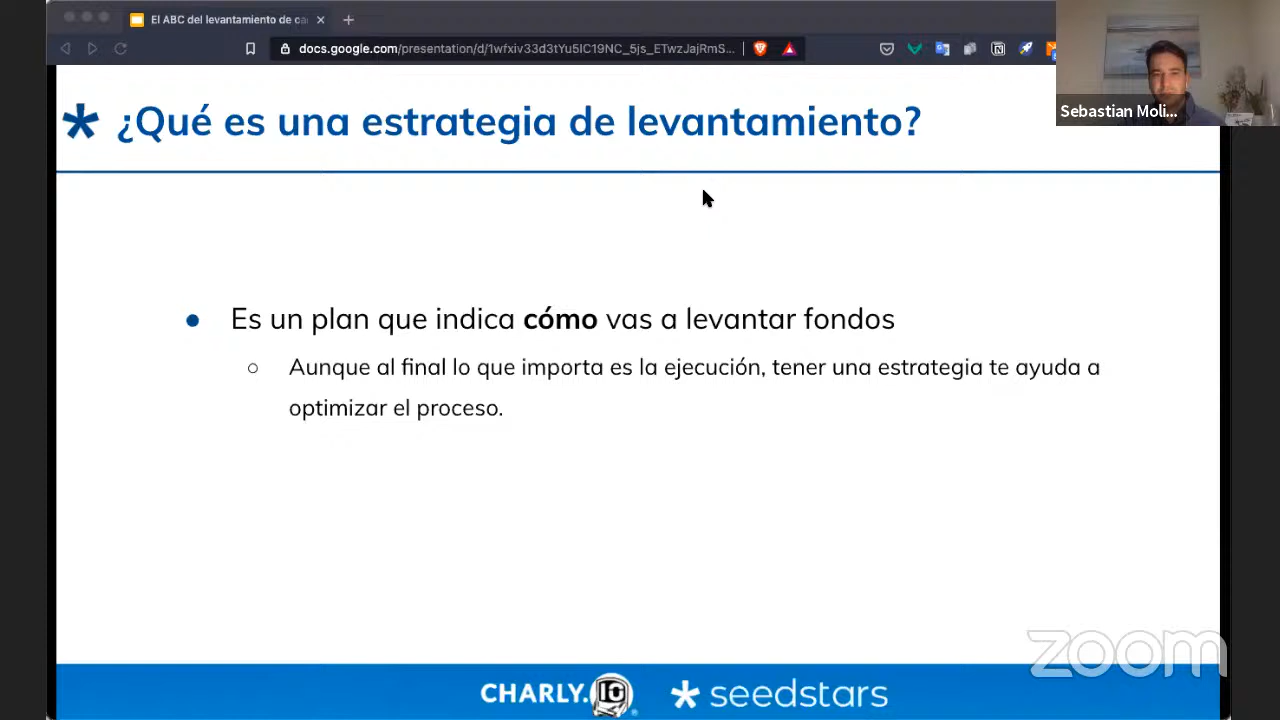 El ABC del levantamiento de ca
docs.google.com/presentation/d/1wfxiv33d3tYu5IC19NC_5js_ETwzJajRmS...
Sebastian Moli...
¿Qué es una estrategia de levantamiento?
Es un plan que indica cómo vas a levantar fondos
Aunque al final lo que importa es la ejecución, tener una estrategia te ayuda a
optimizar el proceso.
zoom
CHARLY.IO
seedstars